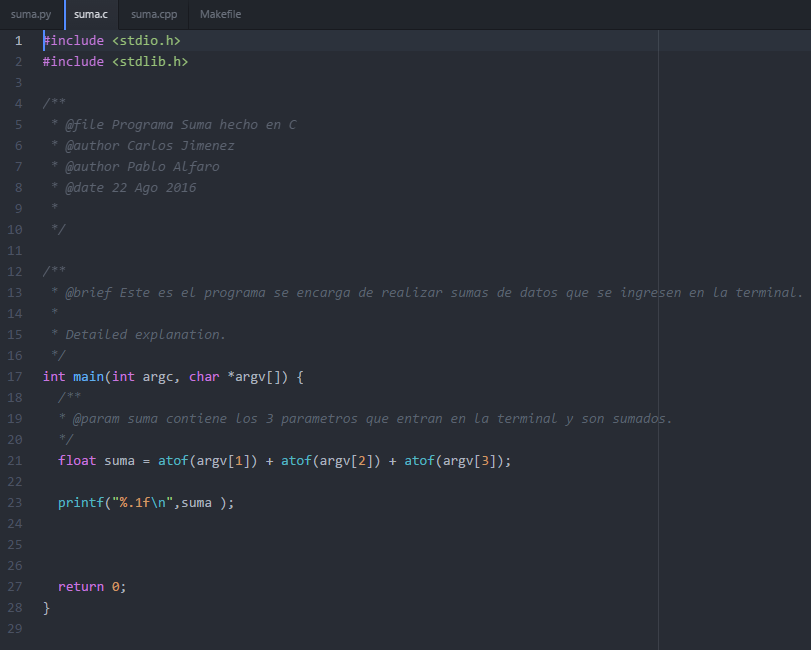 suma.py suma.c suma.cpp Makefile
1 #include <stdio.h>
2 #include <stdlib.h>
3
4 /**
5  * @file Programa Suma hecho en C
6  * @author Carlos Jimenez
7  * @author Pablo Alfaro
8  * @date 22 Ago 2016
9  *
10  */
11
12 /**
13  * @brief Este es el programa se encarga de realizar sumas de datos que se ingresen en la terminal.
14  *
15  * Detailed explanation.
16  */
17 int main(int argc, char *argv[]) {
18   /**
19   * @param suma contiene los 3 parametros que entran en la terminal y son sumados.
20   */
21   float suma = atof(argv[1]) + atof(argv[2]) + atof(argv[3]);
22
23   printf("%.1f\n",suma );
24
25
26
27   return 0;
28 }
29